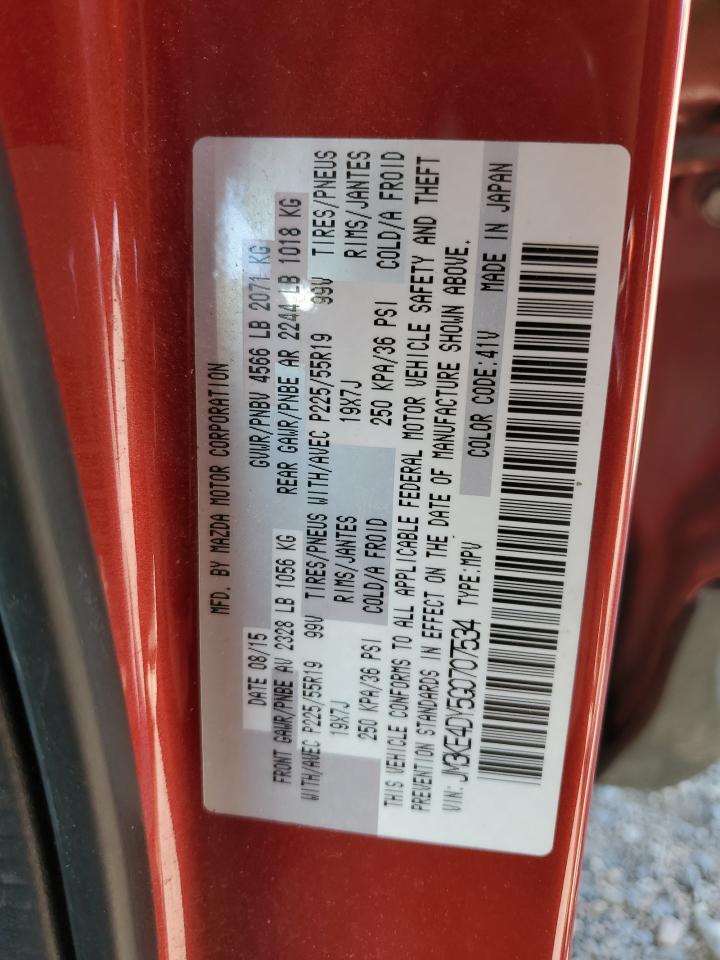 MFD. BY MAZDA MOTOR CORPORATION
DATE 08/15 GVWR/PNBV 4566 LB 2071 KG
FRONT GAWR/PNBE AV 2328 LB 1056 KG REAR GAWR/PNBE AR 2244 LB 1018 KG
WITH/AVEC P225/55R19 99V TIRES/PNEUS WITH/AVEC P225/55R19 99V TIRES/PNEUS
19X7J RIMS/JANTES 19X7J RIMS/JANTES
250 KPA/36 PSI COLD/A FROID 250 KPA/36 PSI COLD/A FROID
THIS VEHICLE CONFORMS TO ALL APPLICABLE FEDERAL MOTOR VEHICLE SAFETY AND THEFT
PREVENTION STANDARDS IN EFFECT ON THE DATE OF MANUFACTURE SHOWN ABOVE.
VIN: JM3KE4DY5G0707534 TYPE:MPV COLOR CODE:41V MADE IN JAPAN